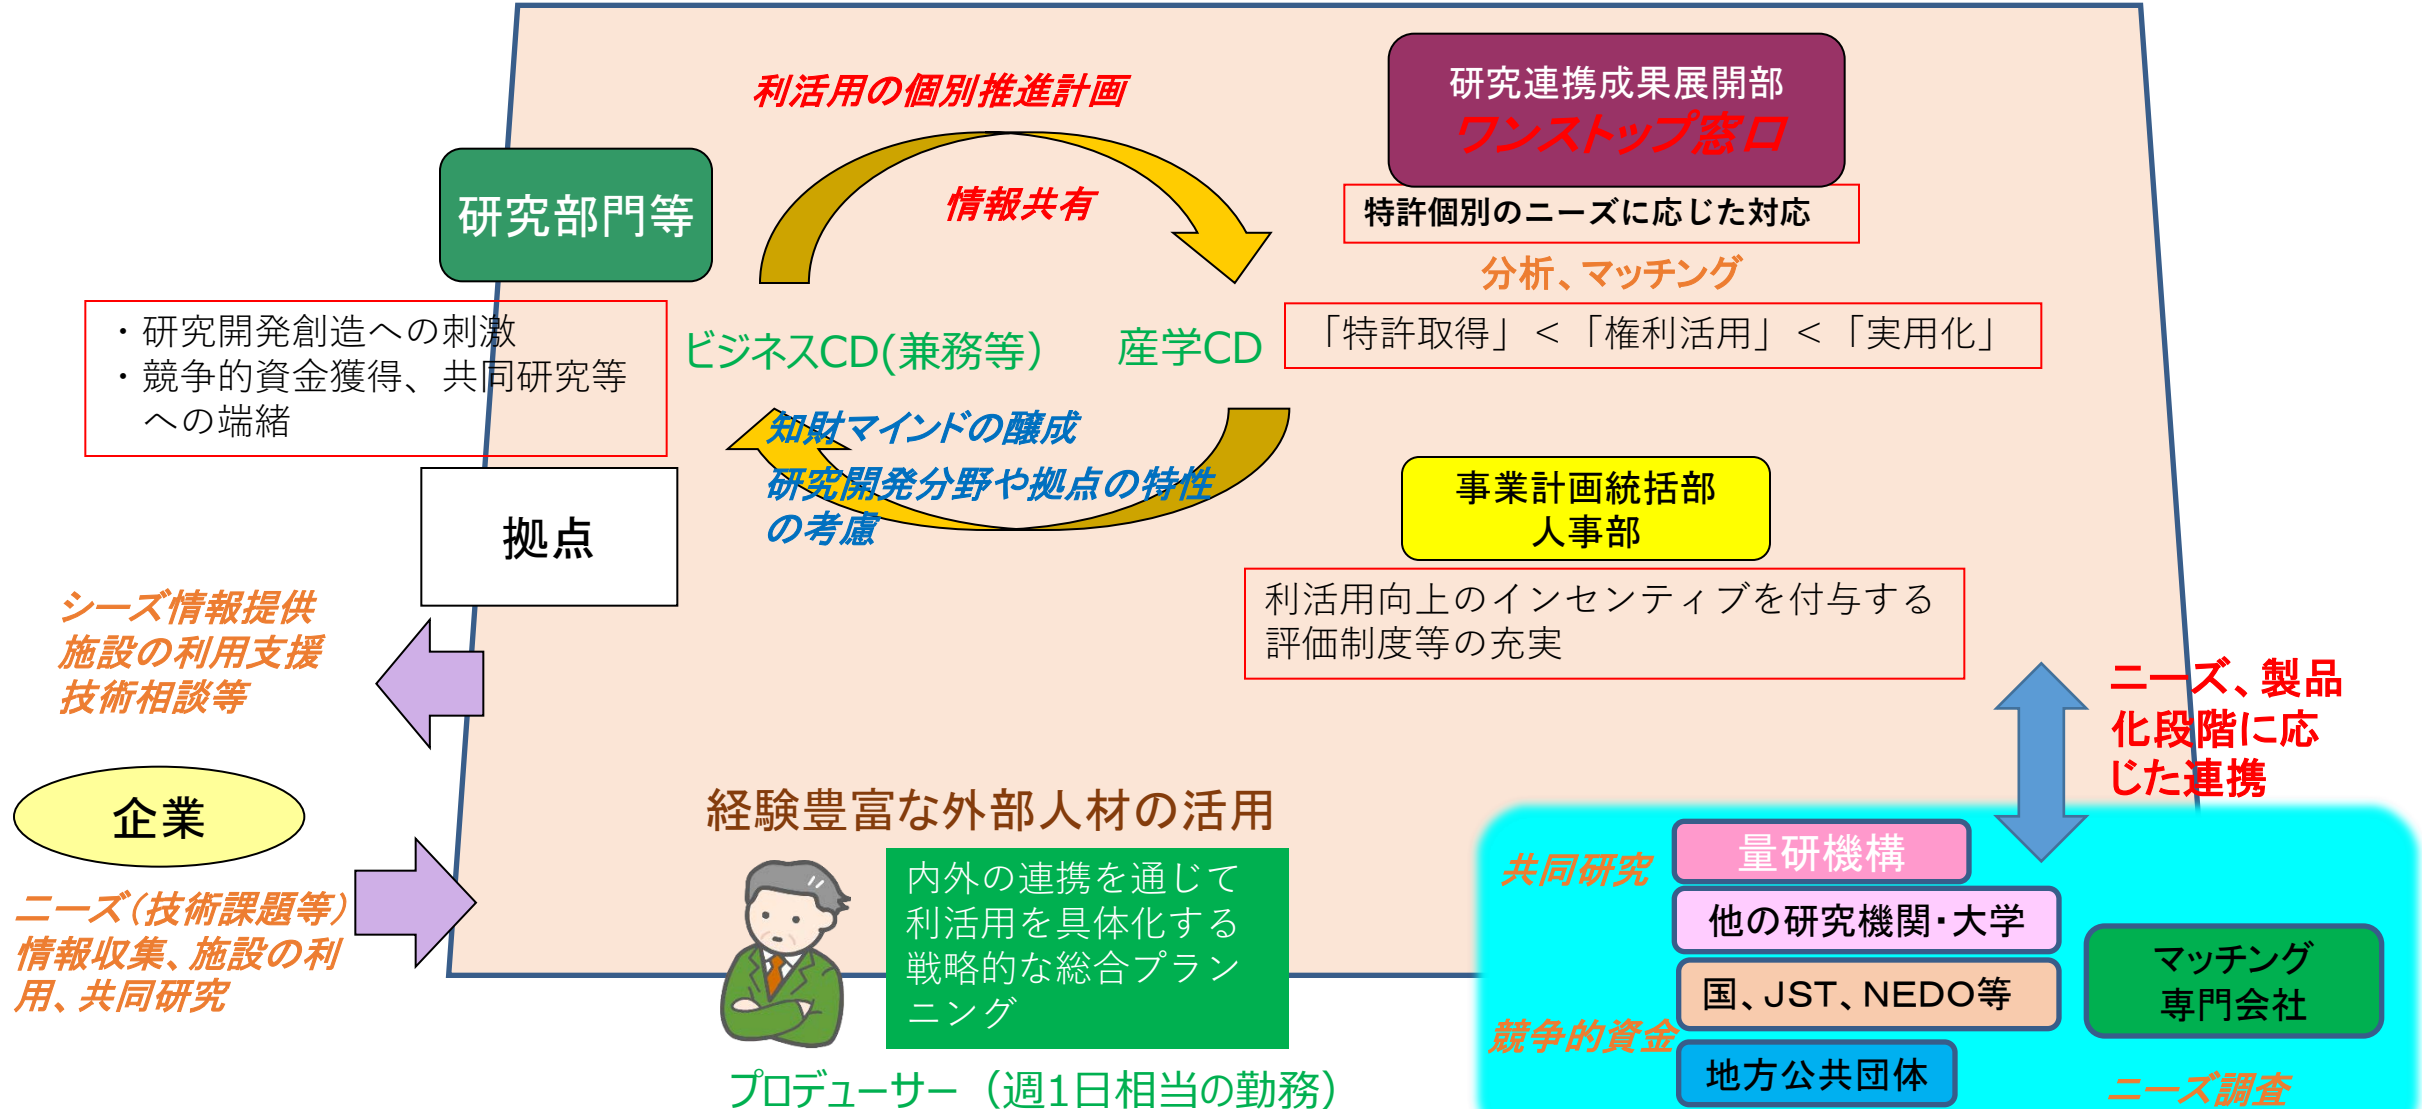 利活用の個別推進計画
情報共有
研究連携成果展開部
ワンストップ窓口
特許個別のニーズに応じた対応
分析、マッチング
「特許取得」＜「権利活用」＜「実用化」
研究部門等
・研究開発創造への刺激
・競争的資金獲得、共同研究等
への端緒
ビジネスCD(兼務等）
産学CD
知財マインドの醸成
研究開発分野や拠点の特性
の考慮
拠点
事業計画統括部
人事部
利活用向上のインセンティブを付与する
評価制度等の充実
シーズ情報提供
施設の利用支援
技術相談等
企業
ニーズ（技術課題等）
情報収集、施設の利
用、共同研究
ニーズ、製品
化段階に応
じた連携
経験豊富な外部人材の活用
内外の連携を通じて
利活用を具体化する
戦略的な総合プラン
ニング
プロデューサー（週1日相当の勤務）
共同研究
量研機構
他の研究機関・大学
国、JST、NEDO等
競争的資金
地方公共団体
マッチング
専門会社
ニーズ調査